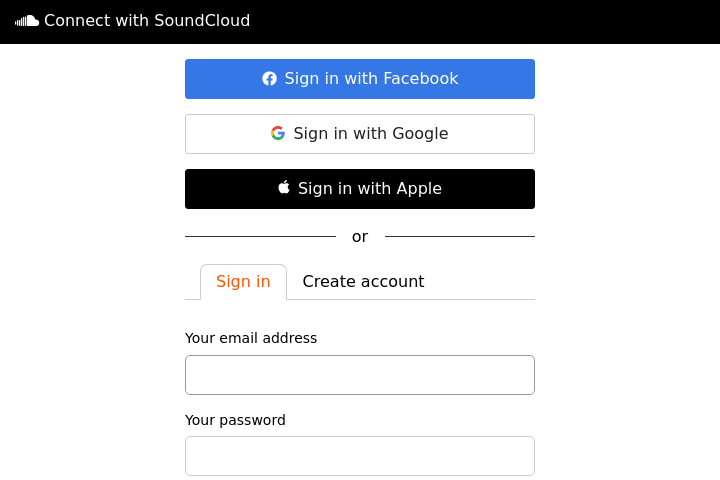 Connect with SoundCloud
Sign in with Facebook
Sign in with Google
Sign in with Apple
or
Sign in
Create account
Your email address
Your password